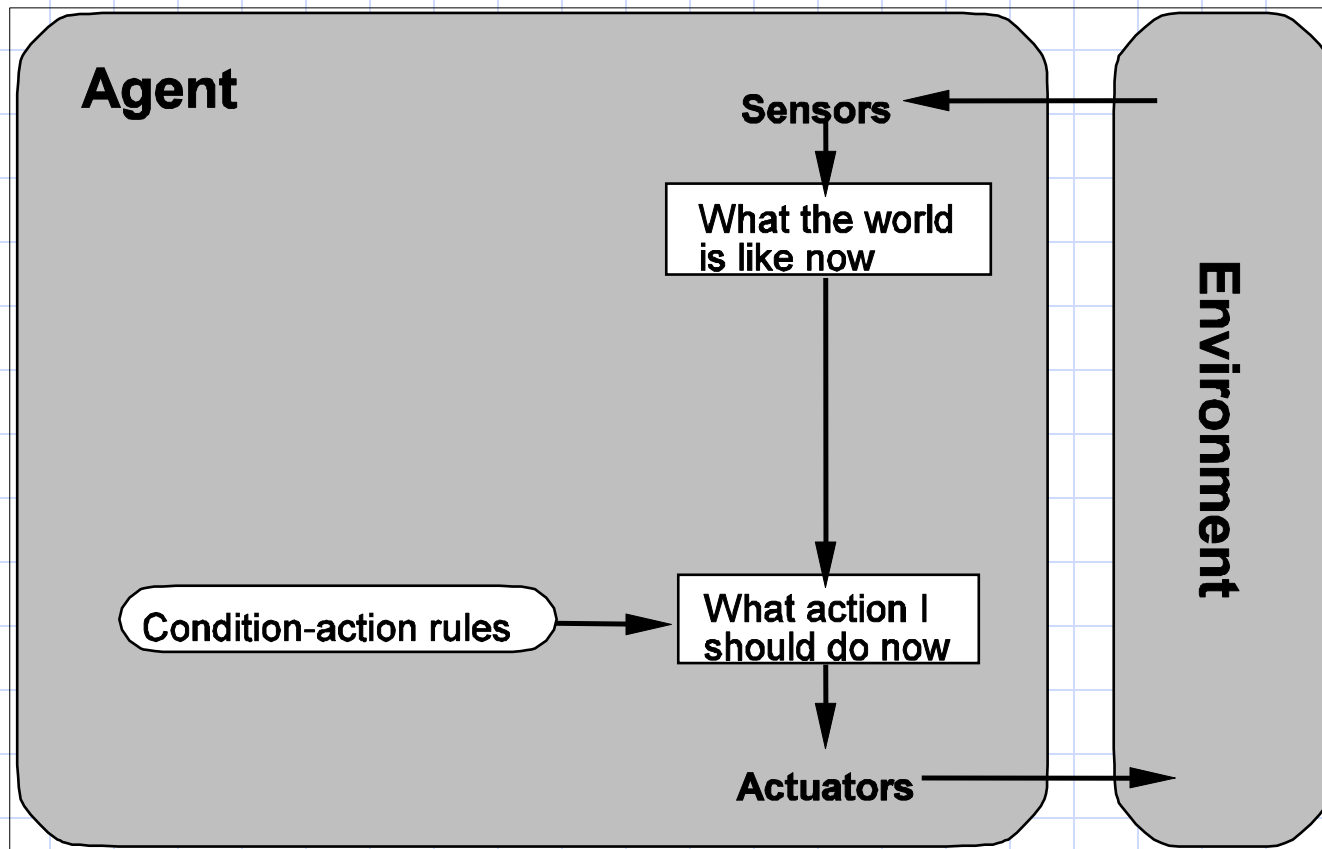 Agent
Sensors
What the world
is like now
Environment
Condition-action rules
What action I
should do now
Actuators